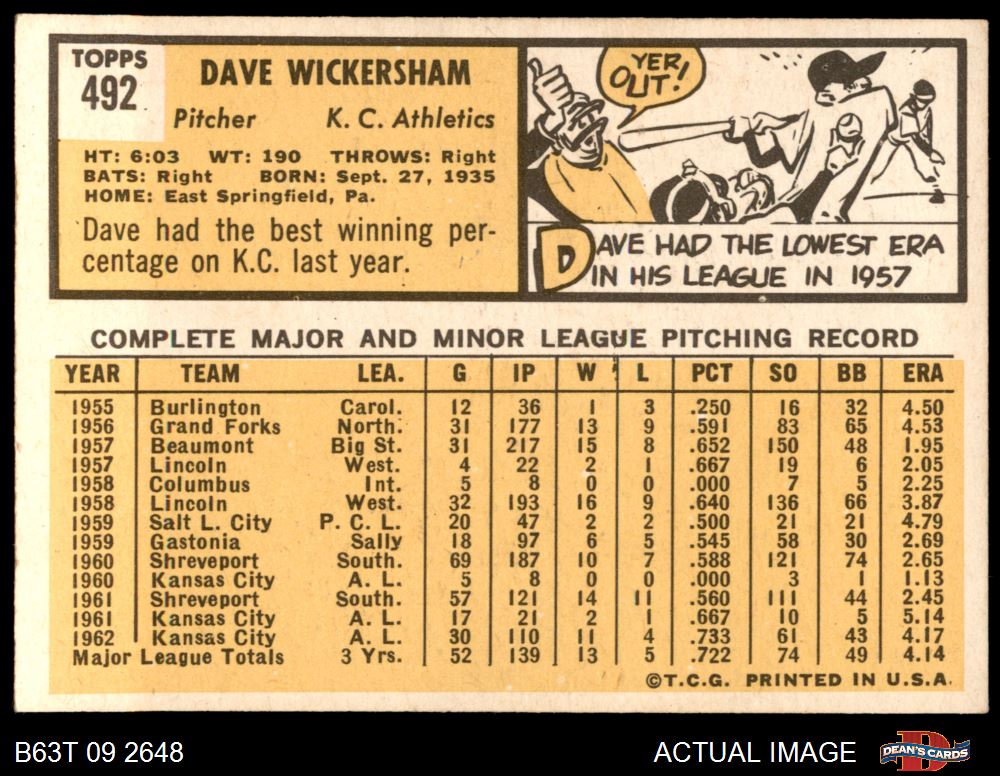 TOPPS
492
DAVE WICKERSHAM
Pitcher K. C. Athletics
HT: 6:03 WT: 190 THROWS: Right
BATS: Right BORN: Sept. 27, 1935
HOME: East Springfield, Pa.
Dave had the best winning per-
centage on K.C. last year.
YER
OUT!
DAVE HAD THE LOWEST ERA
IN HIS LEAGUE IN 1957
COMPLETE MAJOR AND MINOR LEAGUE PITCHING RECORD
YEAR TEAM LEA. G IP W L PCT SO BB ERA
1955 Burlington Carol. 12 36 1 3 .250 16 32 4.50
1956 Grand Forks North. 31 177 13 9 .591 83 65 4.53
1957 Beaumont Big St. 31 217 15 8 .652 150 48 1.95
1957 Lincoln West. 4 22 2 1 .667 19 6 2.05
1958 Columbus Int. 5 8 0 0 .000 7 5 2.25
1958 Lincoln West. 32 193 16 9 .640 136 66 3.87
1959 Salt L. City P. C. L. 20 47 2 2 .500 21 21 4.79
1959 Gastonia Sally 18 97 6 5 .545 58 30 2.69
1960 Shreveport South. 69 187 10 7 .588 121 74 2.65
1960 Kansas City A. L. 5 8 0 0 .000 3 1 1.13
1961 Shreveport South. 57 121 14 11 .560 111 44 2.45
1961 Kansas City A. L. 17 21 2 1 .667 10 5 5.14
1962 Kansas City A. L. 30 110 11 4 .733 61 43 4.17
Major League Totals 3 Yrs. 52 139 13 5 .722 74 49 4.14
©T.C.G. PRINTED IN U.S.A.
B63T 09 2648
ACTUAL IMAGE
DEAN'S CARDS